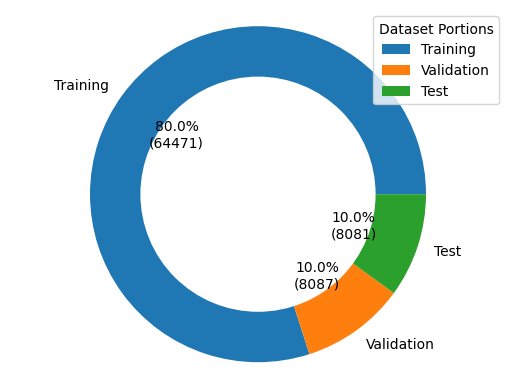 Dataset Portions
Training
Validation
Test
Training
80.0%
(64471)
10.0%
(8081)
Test
10.0%
(8087)
Validation